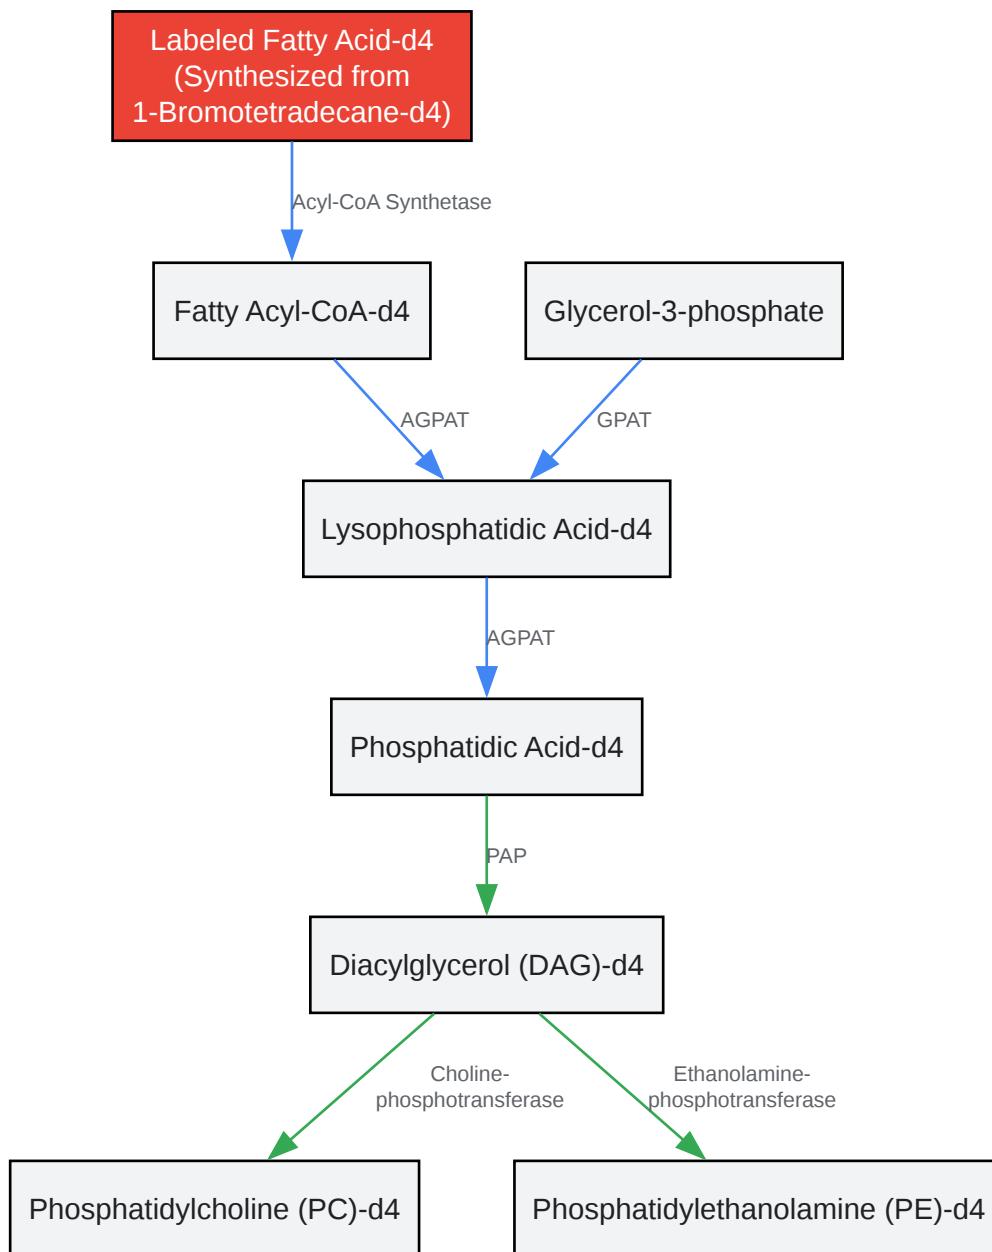 Labeled Fatty Acid-d4
(Synthesized from
1-Bromotetradecane-d4)
Acyl-CoA Synthetase
Fatty Acyl-CoA-d4
Glycerol-3-phosphate
AGPAT
GPAT
Lysophosphatidic Acid-d4
AGPAT
Phosphatidic Acid-d4
PAP
Diacylglycerol (DAG)-d4
Choline-
phosphotransferase
Ethanolamine-
phosphotransferase
Phosphatidylcholine (PC)-d4
Phosphatidylethanolamine (PE)-d4